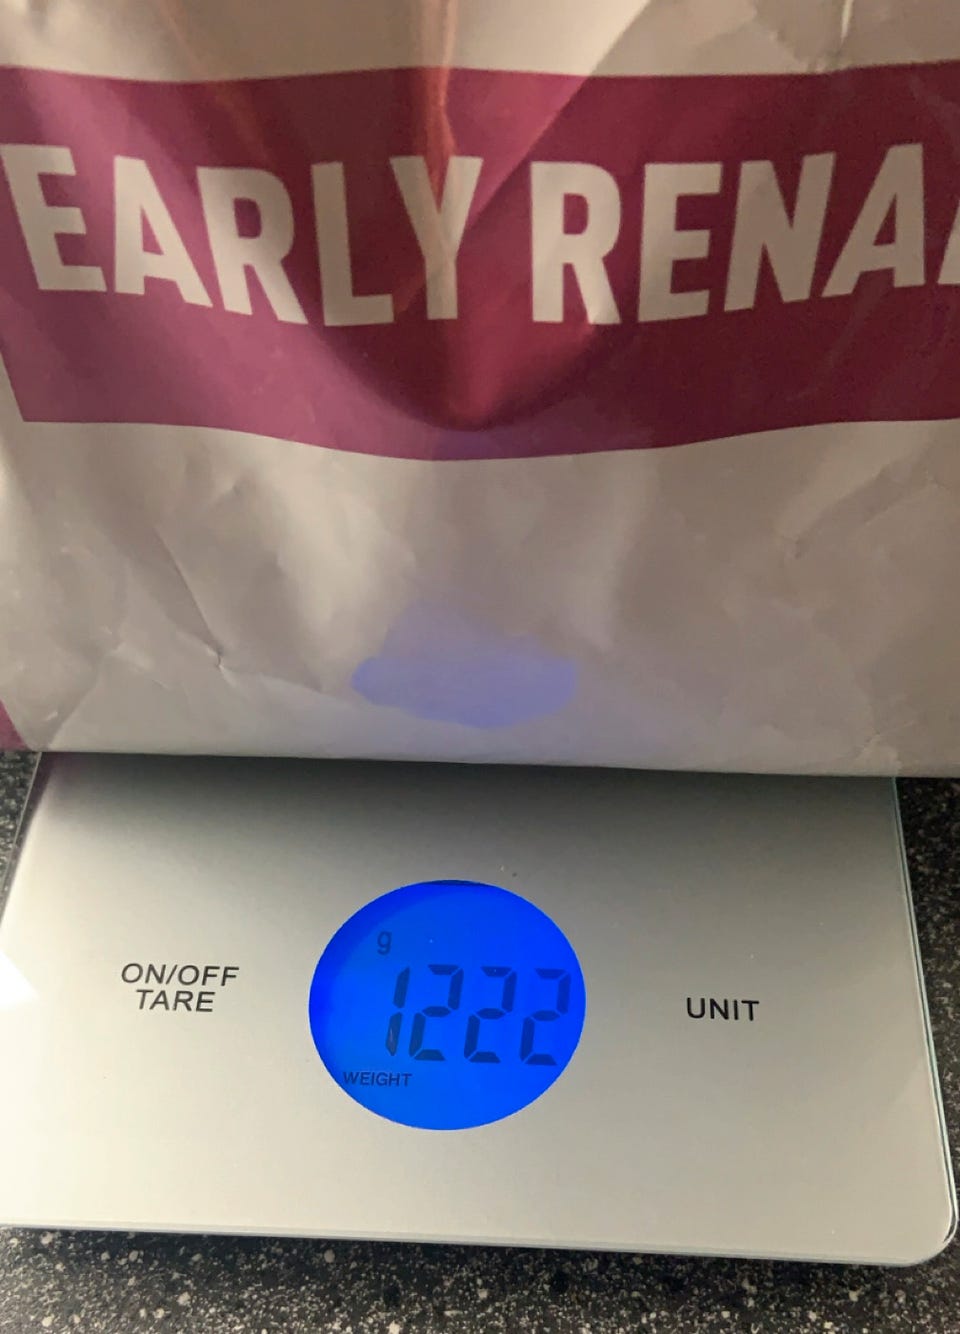 EARLY RENA
ON/OFF
TARE
g
1222
WEIGHT
UNIT